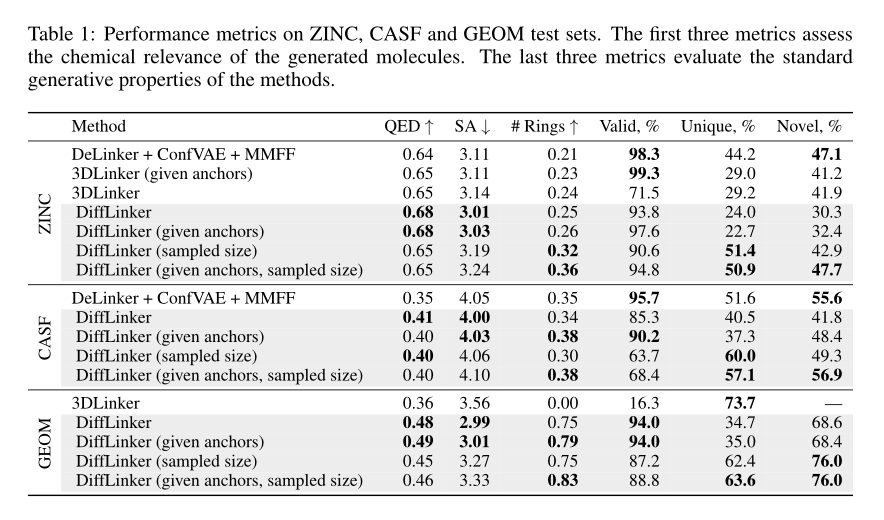 Table 1: Performance metrics on ZINC, CASF and GEOM test sets. The first three metrics assess
the chemical relevance of the generated molecules. The last three metrics evaluate the standard
generative properties of the methods.
Method QED ↑ SA ↓ # Rings ↑ Valid, % Unique, % Novel, %
ZINC
DeLinker + ConfVAE + MMFF 0.64 3.11 0.21 98.3 44.2 47.1
3DLinker (given anchors) 0.65 3.11 0.23 99.3 29.0 41.2
3DLinker 0.65 3.14 0.24 71.5 29.2 41.9
DiffLinker 0.68 3.01 0.25 93.8 24.0 30.3
DiffLinker (given anchors) 0.68 3.03 0.26 97.6 22.7 32.4
DiffLinker (sampled size) 0.65 3.19 0.32 90.6 51.4 42.9
DiffLinker (given anchors, sampled size) 0.65 3.24 0.36 94.8 50.9 47.7
CASF
DeLinker + ConfVAE + MMFF 0.35 4.05 0.35 95.7 51.6 55.6
DiffLinker 0.41 4.00 0.34 85.3 40.5 41.8
DiffLinker (given anchors) 0.40 4.03 0.38 90.2 37.3 48.4
DiffLinker (sampled size) 0.40 4.06 0.30 63.7 60.0 49.3
DiffLinker (given anchors, sampled size) 0.40 4.10 0.38 68.4 57.1 56.9
GEOM
3DLinker 0.36 3.56 0.00 16.3 73.7 —
DiffLinker 0.48 2.99 0.75 94.0 34.7 68.6
DiffLinker (given anchors) 0.49 3.01 0.79 94.0 35.0 68.4
DiffLinker (sampled size) 0.45 3.27 0.75 87.2 62.4 76.0
DiffLinker (given anchors, sampled size) 0.46 3.33 0.83 88.8 63.6 76.0